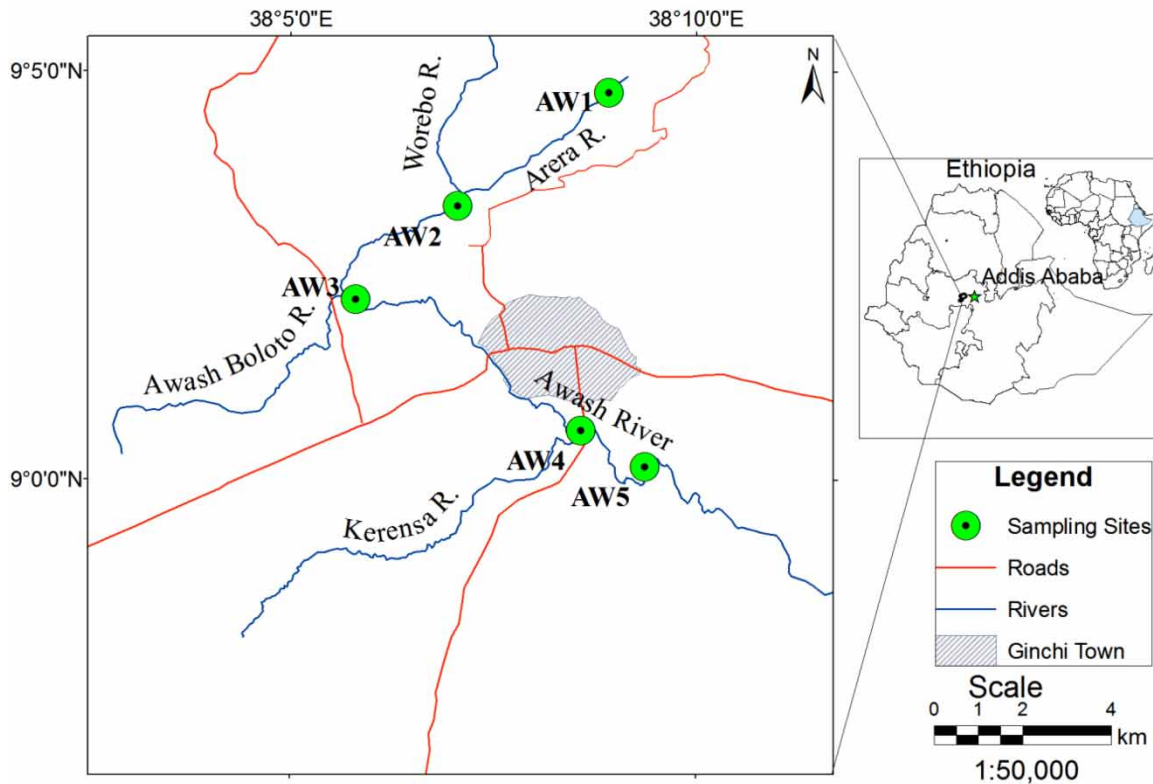 38°5'0"E
38°10'0"E
9°5'0"N
N
AW1
Worebo R.
Arera R.
AW2
AW3
Awash Boloto R.
Awash River
AW4
9°0'0"N
AW5
Kerensa R.
Ethiopia
Addis Ababa
Legend
Sampling Sites
Roads
Rivers
Ginchi Town
Scale
0 1 2 4
km
1:50,000